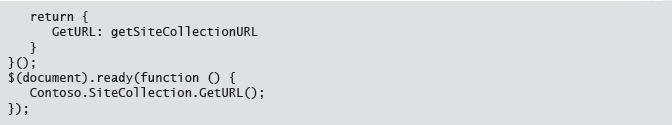 return {
GetURL: getSiteCollectionURL
}
}();
$(document).ready(function () {
Contoso.SiteCollection.GetURL();
});